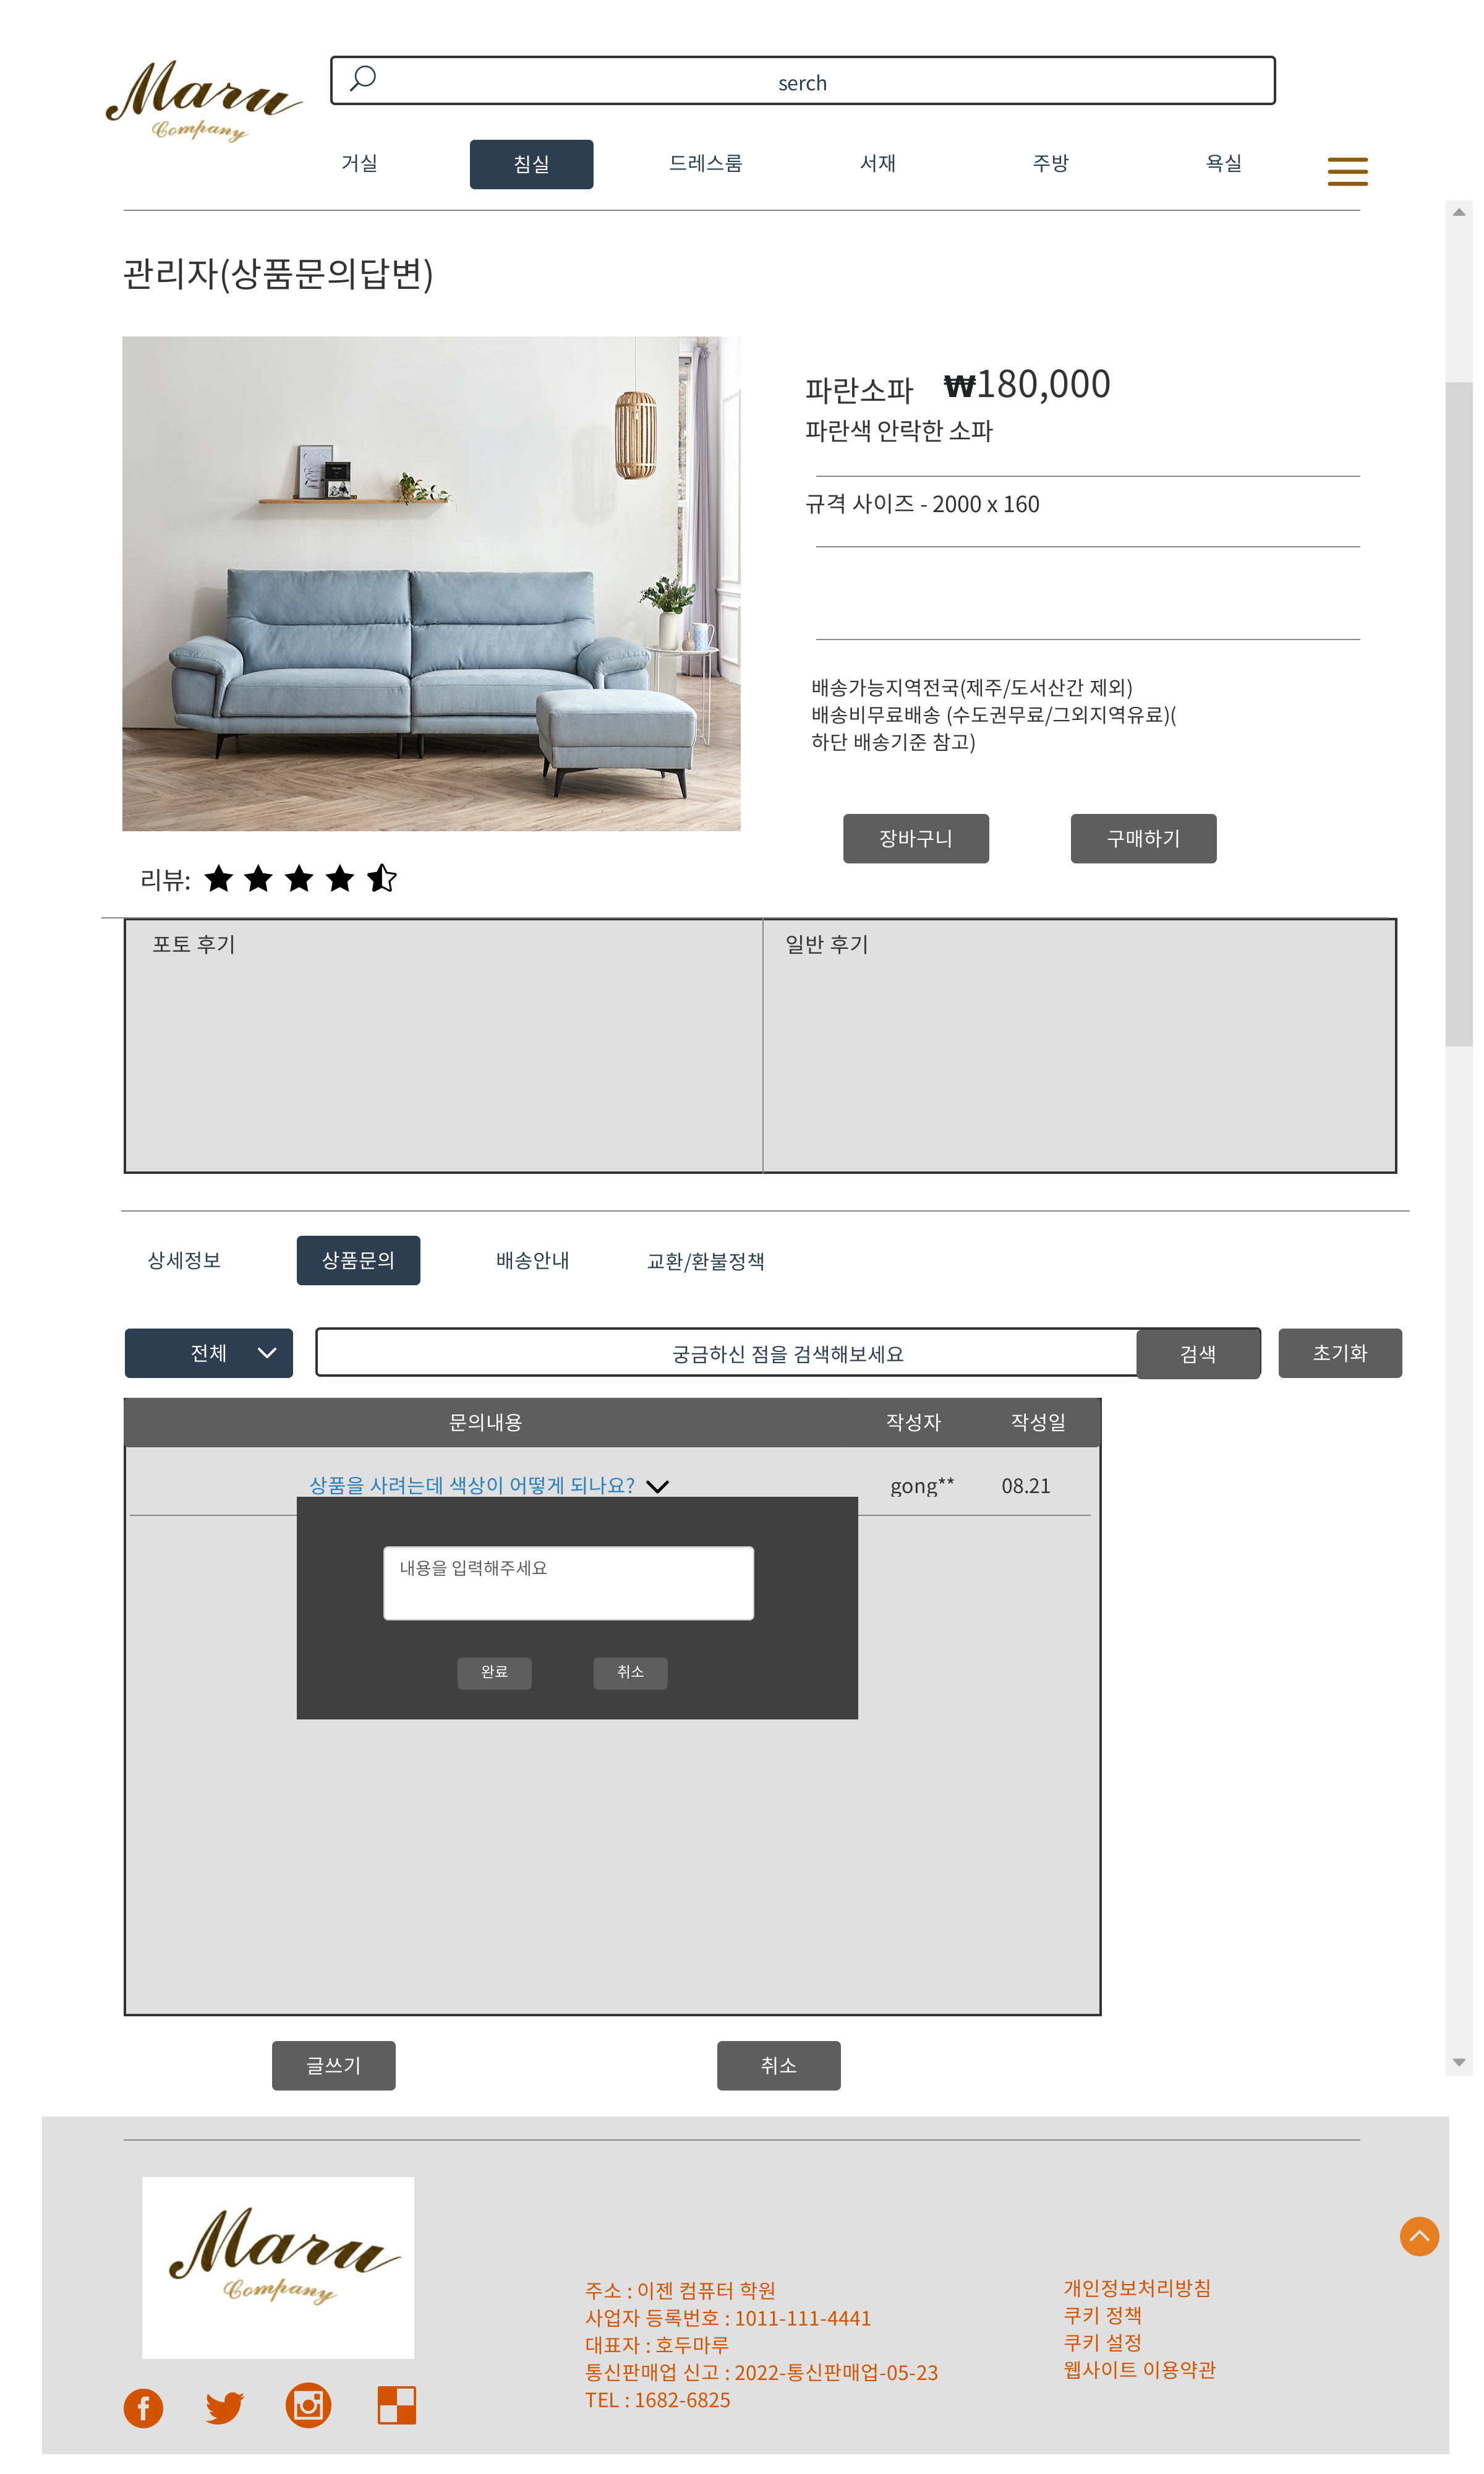 Maru
Company
serch
거실
침실
드레스룸
서재
주방
욕실
관리자(상품문의답변)
파란소파 ₩180,000
파란색 안락한 소파
규격 사이즈 - 2000 x 160
배송가능지역전국(제주/도서산간 제외)
배송비무료배송 (수도권무료/그외지역유료)(
하단 배송기준 참고)
장바구니
구매하기
리뷰:
포토 후기
일반 후기
상세정보
상품문의
배송안내
교환/환불정책
전체
궁금하신 점을 검색해보세요
검색
초기화
문의내용
작성자
작성일
상품을 사려는데 색상이 어떻게 되나요?
gong**
08.21
내용을 입력해주세요
완료
취소
글쓰기
취소
Maru
Company
주소 : 이젠 컴퓨터 학원
사업자 등록번호 : 1011-111-4441
대표자 : 호두마루
통신판매업 신고 : 2022-통신판매업-05-23
TEL : 1682-6825
개인정보처리방침
쿠키 정책
쿠키 설정
웹사이트 이용약관